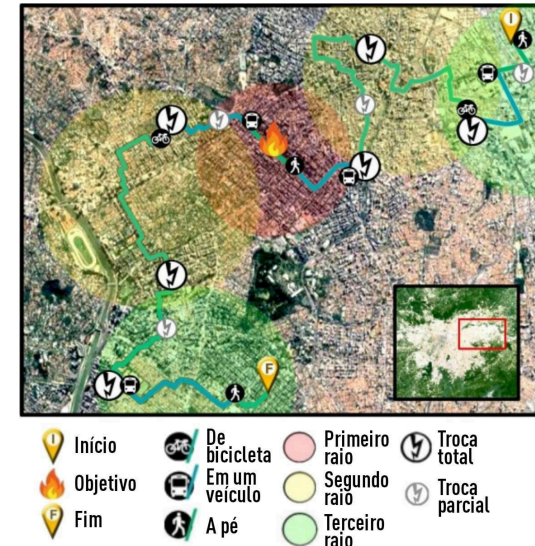 I
F
Início
Objetivo
F
Fim
De
bicicleta
Em um
veículo
A pé
Primeiro
raio
Segundo
raio
Terceiro
raio
Troca
total
Troca
parcial